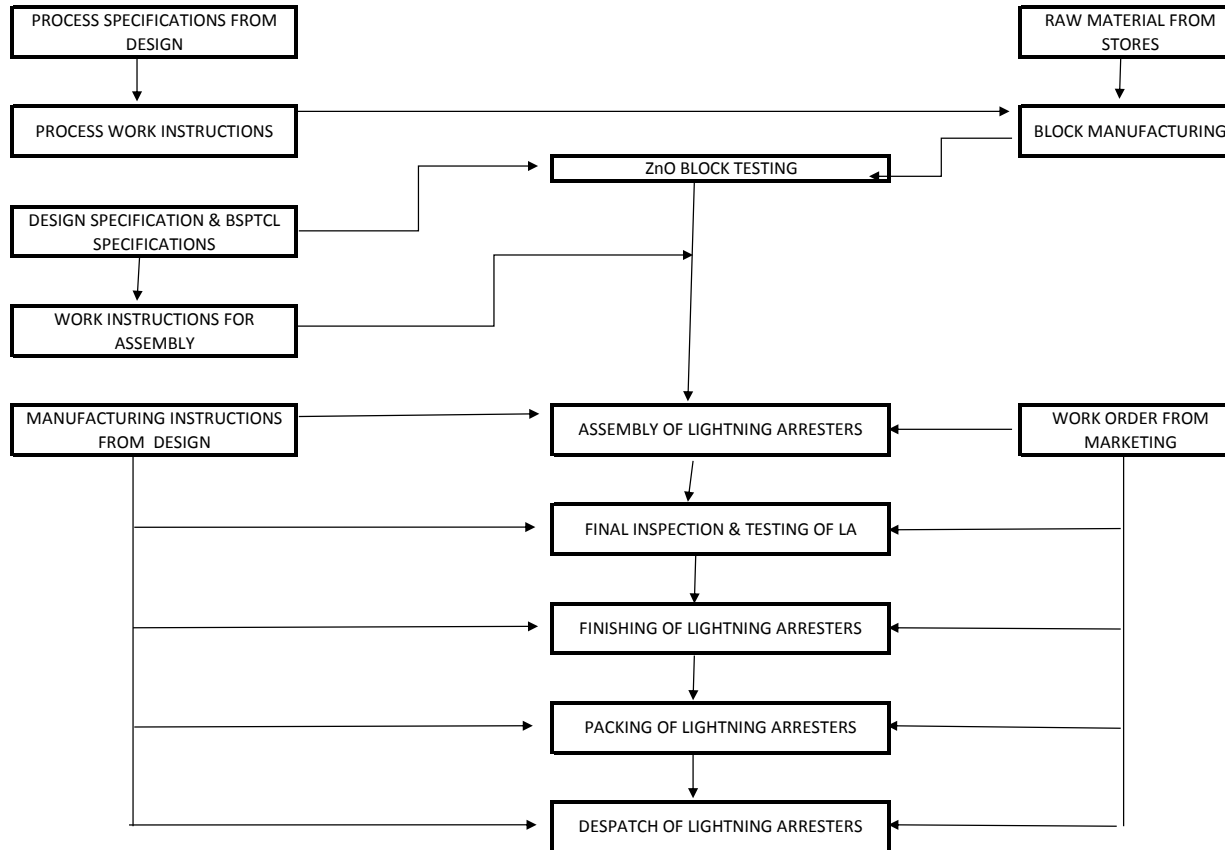 PROCESS SPECIFICATIONS FROM
DESIGN
RAW MATERIAL FROM
STORES
PROCESS WORK INSTRUCTIONS
BLOCK MANUFACTURING
ZnO BLOCK TESTING
DESIGN SPECIFICATION & BSPTCL
SPECIFICATIONS
WORK INSTRUCTIONS FOR
ASSEMBLY
MANUFACTURING INSTRUCTIONS
FROM DESIGN
ASSEMBLY OF LIGHTNING ARRESTERS
WORK ORDER FROM
MARKETING
FINAL INSPECTION & TESTING OF LA
FINISHING OF LIGHTNING ARRESTERS
PACKING OF LIGHTNING ARRESTERS
DESPATCH OF LIGHTNING ARRESTERS